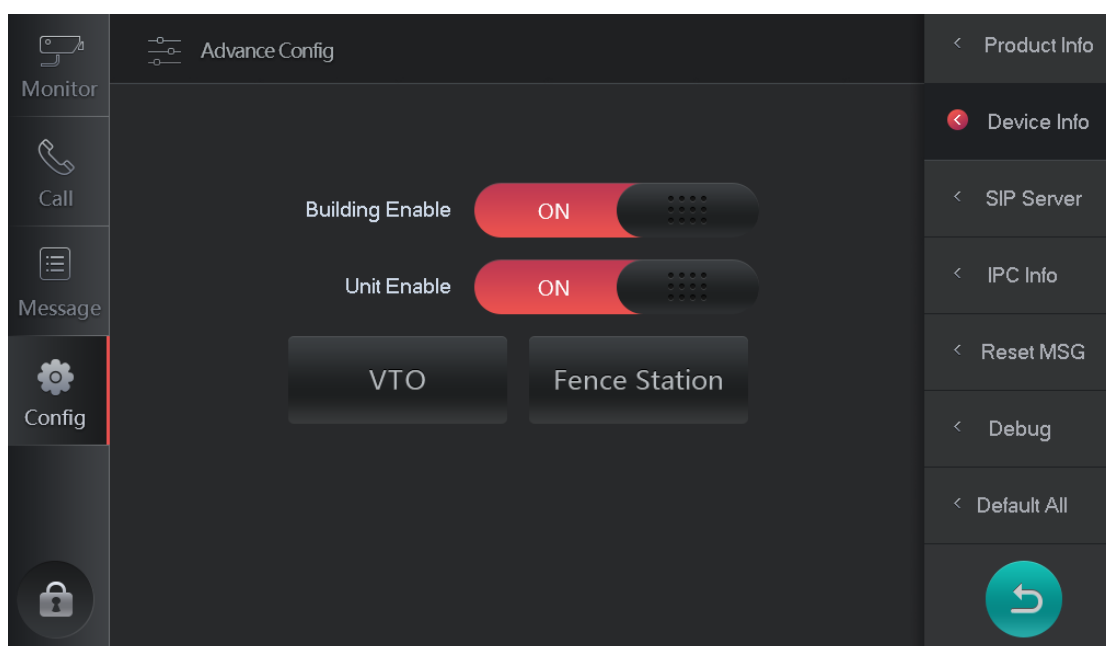 Advance Config
Monitor
Call
Message
Config
Building Enable ON
Unit Enable ON
VTO
Fence Station
Product Info
Device Info
SIP Server
IPC Info
Reset MSG
Debug
Default All